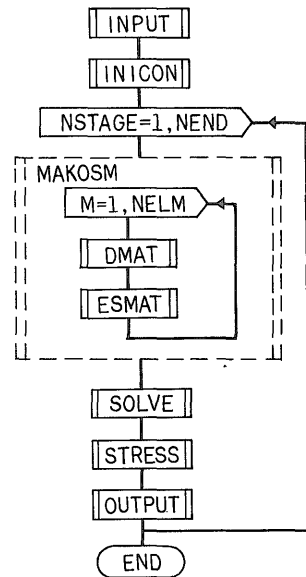 INPUT
INICON
NSTAGE=1,NEND
MAKOSM
M=1,NELM
DMAT
ESMAT
SOLVE
STRESS
OUTPUT
END